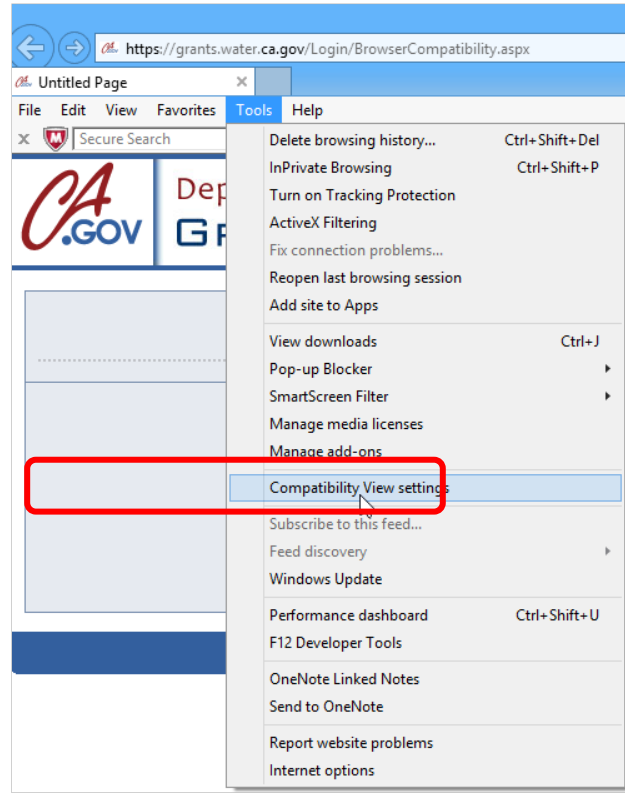 https://grants.water.ca.gov/Login/BrowserCompatibility.aspx
Untitled Page
File Edit View Favorites Tools Help
Secure Search
CA.GOV
Delete browsing history... Ctrl+Shift+Del
InPrivate Browsing Ctrl+Shift+P
Turn on Tracking Protection
ActiveX Filtering
Fix connection problems...
Reopen last browsing session
Add site to Apps
View downloads Ctrl+J
Pop-up Blocker
SmartScreen Filter
Manage media licenses
Manage add-ons
Compatibility View settings
Subscribe to this feed...
Feed discovery
Windows Update
Performance dashboard Ctrl+Shift+U
F12 Developer Tools
OneNote Linked Notes
Send to OneNote
Report website problems
Internet options